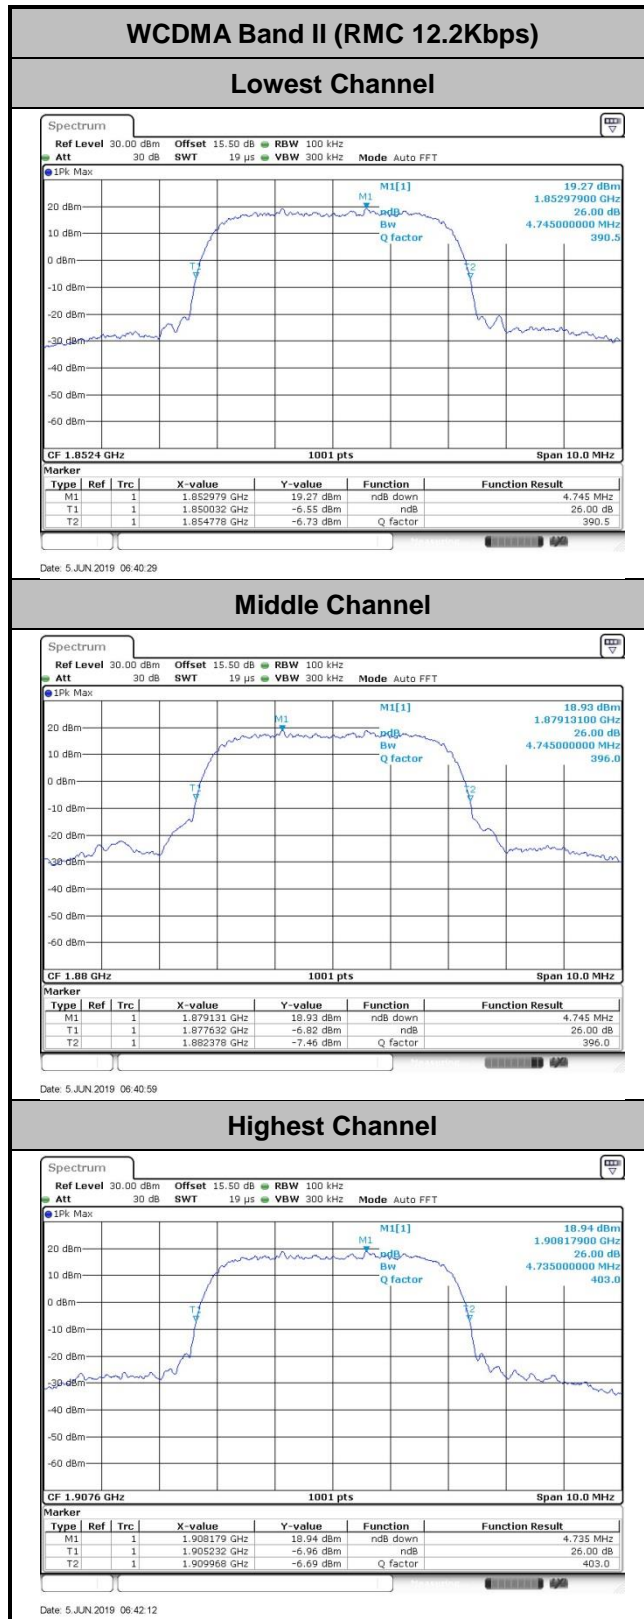 WCDMA Band II (RMC 12.2Kbps)
Lowest Channel
Spectrum
Ref Level 30.00 dBm Offset 15.50 dB RBW 100 kHz
Att 30 dB SWT 19 µs VBW 300 kHz Mode Auto FFT
1Pk Max
M1[1] 19.27 dBm
M1 1.85297900 GHz
20 dBm ndB 26.00 dB
Bw 4.745000000 MHz
10 dBm Q factor 390.5
0 dBm
T1 T2
-10 dBm
-20 dBm
-30 dBm
-40 dBm
-50 dBm
-60 dBm
CF 1.8524 GHz 1001 pts Span 10.0 MHz
Marker
Type Ref Trc X-value Y-value Function Function Result
M1 1 1.852979 GHz 19.27 dBm ndB down 4.745 MHz
T1 1 1.850032 GHz -6.55 dBm ndB 26.00 dB
T2 1 1.854778 GHz -6.73 dBm Q factor 390.5
Date: 5.JUN.2019 06:40:29
Middle Channel
Spectrum
Ref Level 30.00 dBm Offset 15.50 dB RBW 100 kHz
Att 30 dB SWT 19 µs VBW 300 kHz Mode Auto FFT
1Pk Max
M1[1] 18.93 dBm
M1 1.87913100 GHz
20 dBm ndB 26.00 dB
Bw 4.745000000 MHz
10 dBm Q factor 396.0
0 dBm
T1 T2
-10 dBm
-20 dBm
-30 dBm
-40 dBm
-50 dBm
-60 dBm
CF 1.88 GHz 1001 pts Span 10.0 MHz
Marker
Type Ref Trc X-value Y-value Function Function Result
M1 1 1.879131 GHz 18.93 dBm ndB down 4.745 MHz
T1 1 1.877632 GHz -6.82 dBm ndB 26.00 dB
T2 1 1.882378 GHz -7.46 dBm Q factor 396.0
Date: 5.JUN.2019 06:40:59
Highest Channel
Spectrum
Ref Level 30.00 dBm Offset 15.50 dB RBW 100 kHz
Att 30 dB SWT 19 µs VBW 300 kHz Mode Auto FFT
1Pk Max
M1[1] 18.94 dBm
M1 1.90817900 GHz
20 dBm ndB 26.00 dB
Bw 4.735000000 MHz
10 dBm Q factor 403.0
0 dBm
T1 T2
-10 dBm
-20 dBm
-30 dBm
-40 dBm
-50 dBm
-60 dBm
CF 1.9076 GHz 1001 pts Span 10.0 MHz
Marker
Type Ref Trc X-value Y-value Function Function Result
M1 1 1.908179 GHz 18.94 dBm ndB down 4.735 MHz
T1 1 1.905232 GHz -6.96 dBm ndB 26.00 dB
T2 1 1.909968 GHz -6.69 dBm Q factor 403.0
Date: 5.JUN.2019 06:42:12